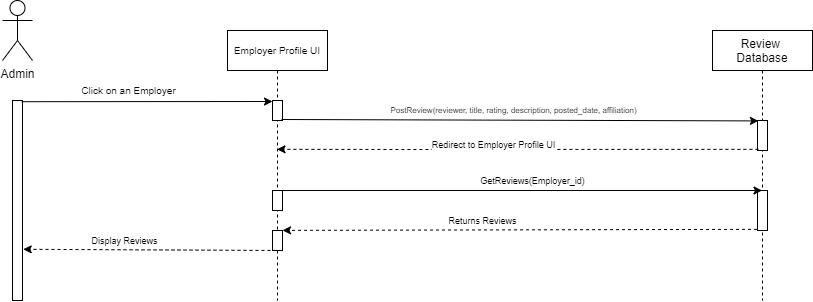 Admin
Employer Profile UI
Review
Database
Click on an Employer
PostReview(reviewer, title, rating, description, posted_date, affiliation)
Redirect to Employer Profile UI
GetReviews(Employer_id)
Returns Reviews
Display Reviews